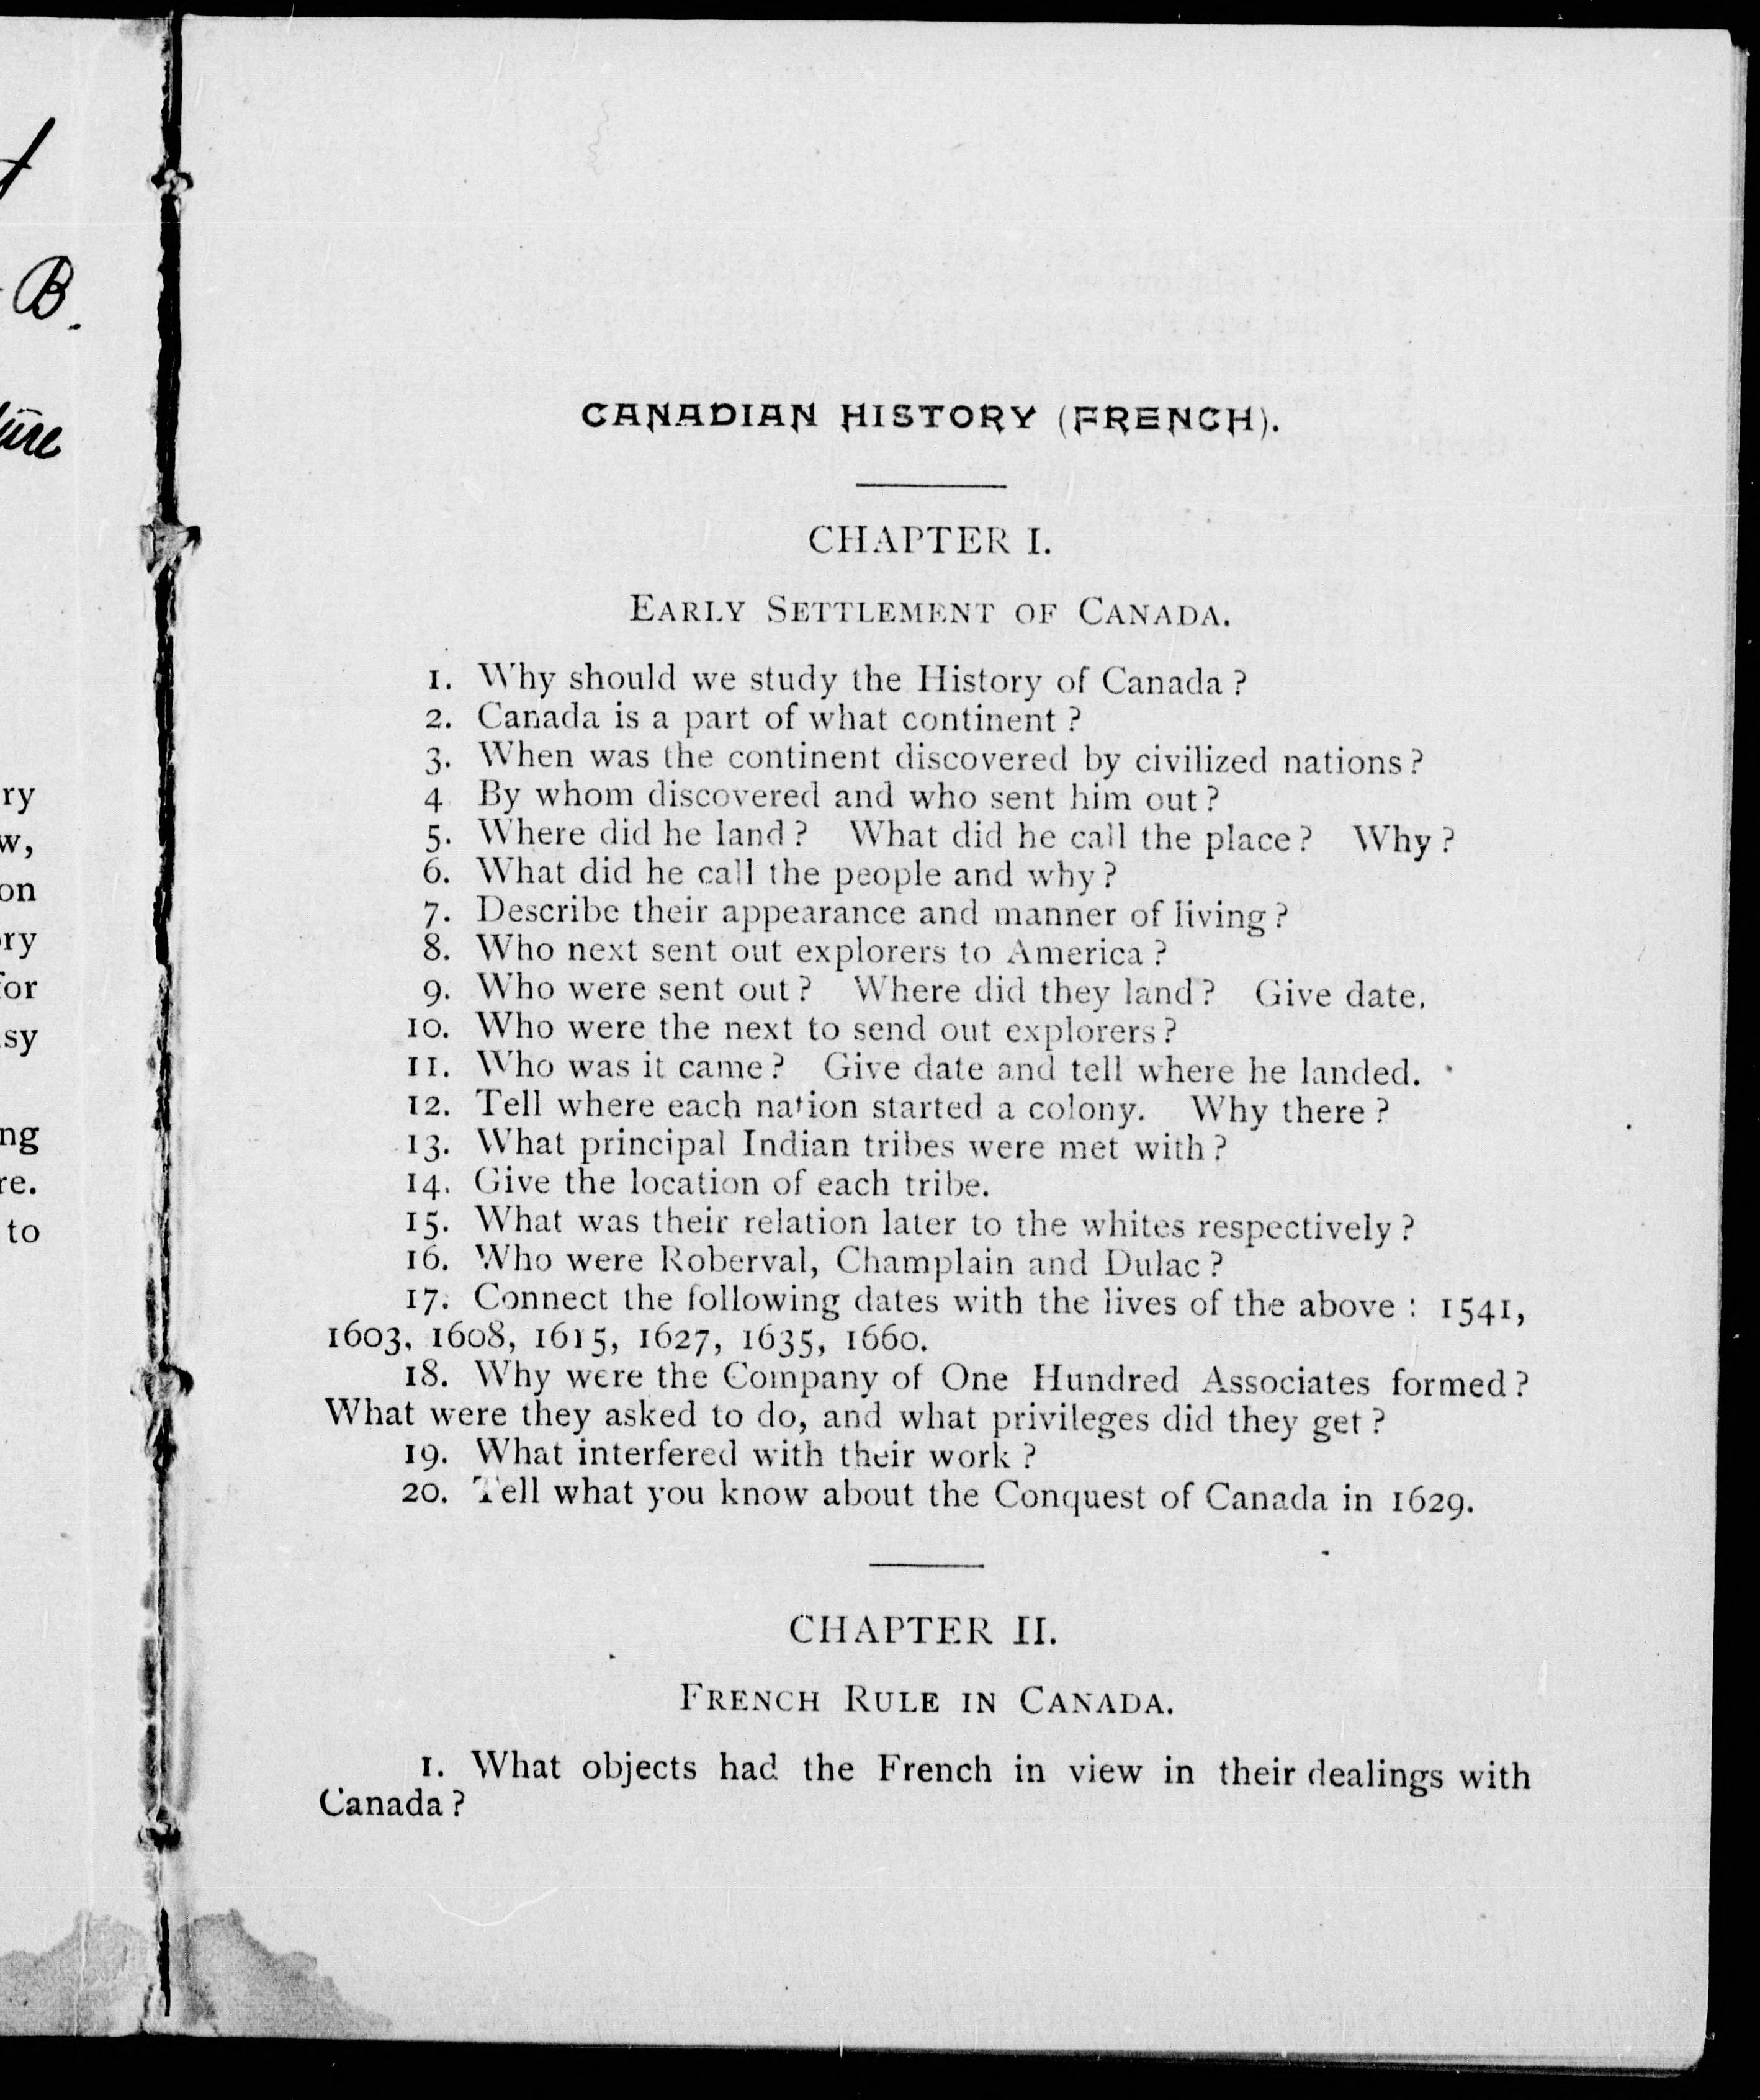 B.
ry
w,
on
ry
for
sy
ng
re.
to
CANADIAN HISTORY (FRENCH).
CHAPTER I.
EARLY SETTLEMENT OF CANADA.
1. Why should we study the History of Canada?
2. Canada is a part of what continent?
3. When was the continent discovered by civilized nations?
4 By whom discovered and who sent him out?
5. Where did he land? What did he call the place? Why?
6. What did he call the people and why?
7. Describe their appearance and manner of living?
8. Who next sent out explorers to America?
9. Who were sent out? Where did they land? Give date.
10. Who were the next to send out explorers?
11. Who was it came? Give date and tell where he landed.
12. Tell where each nation started a colony. Why there?
13. What principal Indian tribes were met with?
14. Give the location of each tribe.
15. What was their relation later to the whites respectively?
16. Who were Roberval, Champlain and Dulac?
17. Connect the following dates with the lives of the above: 1541,
1603, 1608, 1615, 1627, 1635, 1660.
18. Why were the Company of One Hundred Associates formed?
What were they asked to do, and what privileges did they get?
19. What interfered with their work?
20. Tell what you know about the Conquest of Canada in 1629.
CHAPTER II.
FRENCH RULE IN CANADA.
1. What objects had the French in view in their dealings with
Canada?